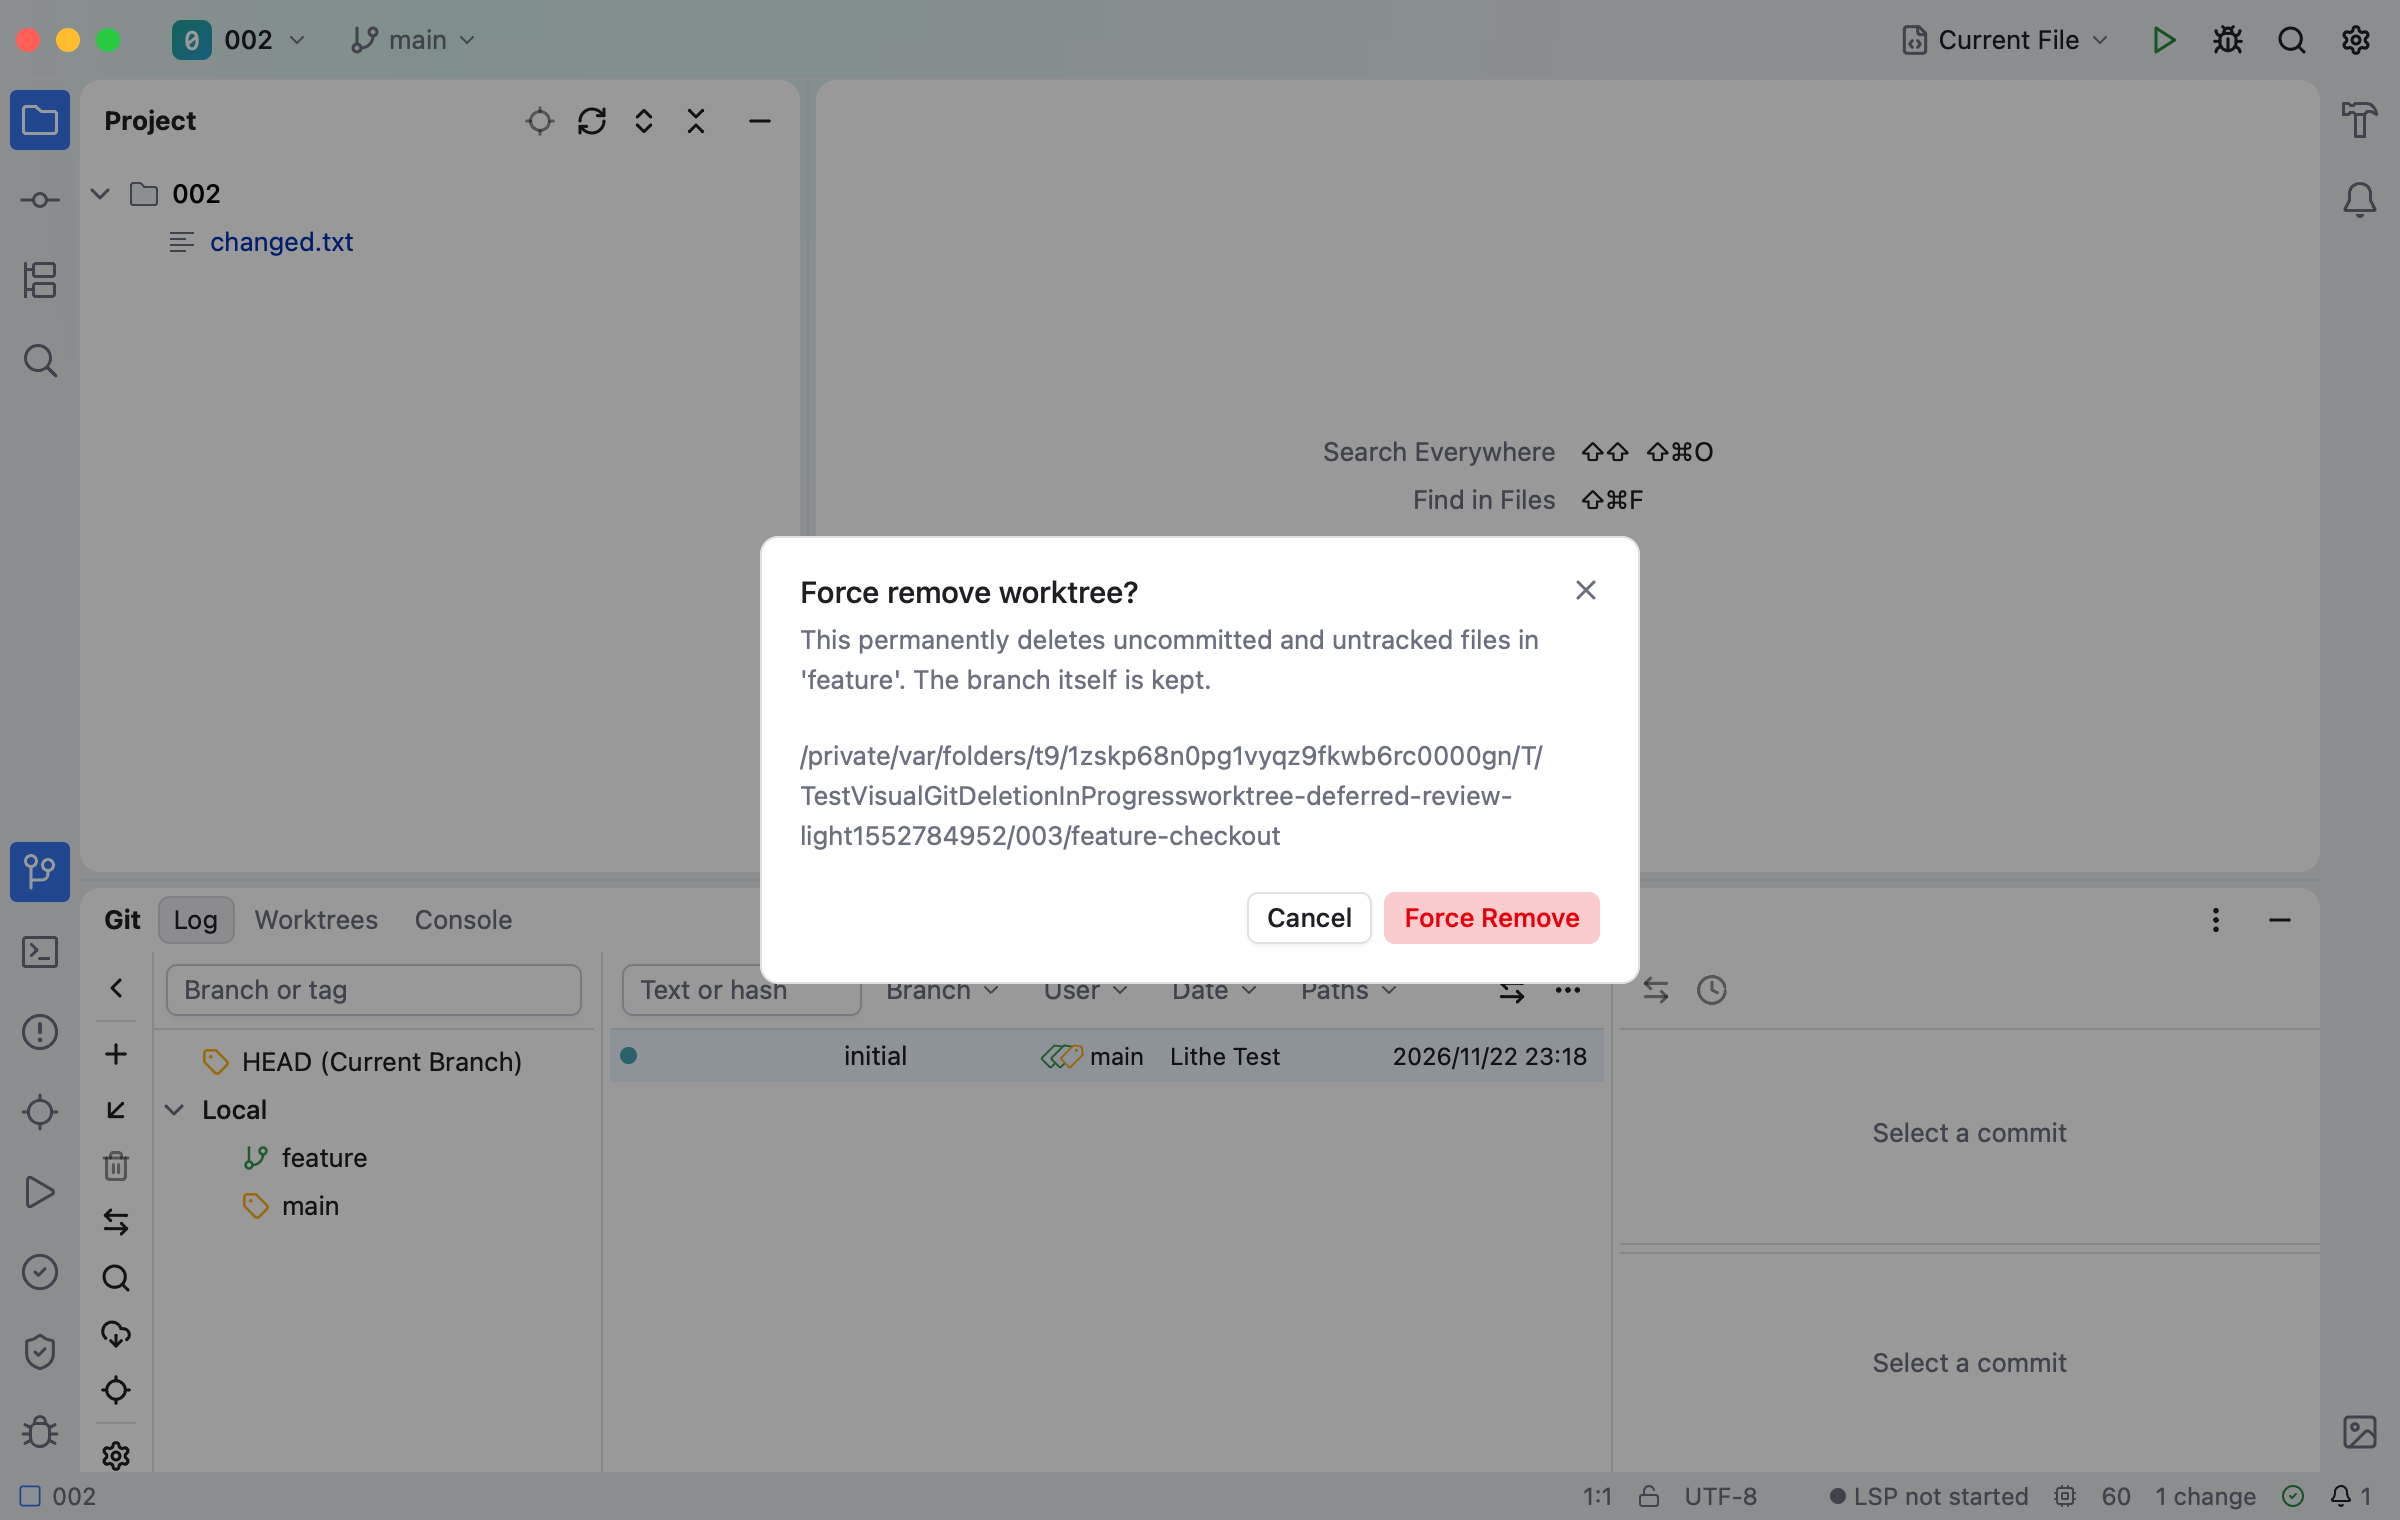 0 002 main Current File
Project
002
changed.txt
Search Everywhere ⇧⇧ ⇧⌘O
Find in Files ⇧⌘F
Force remove worktree?
This permanently deletes uncommitted and untracked files in
'feature'. The branch itself is kept.
/private/var/folders/t9/1zskp68n0pg1vyqz9fkwb6rc0000gn/T/
TestVisualGitDeletionInProgressworktree-deferred-review-
light1552784952/003/feature-checkout
Cancel Force Remove
Git Log Worktrees Console
Branch or tag Text or hash Branch User Date Paths
HEAD (Current Branch)
initial main Lithe Test 2026/11/22 23:18
Local
feature
main
Select a commit
Select a commit
002 1:1 UTF-8 LSP not started 60 1 change 1